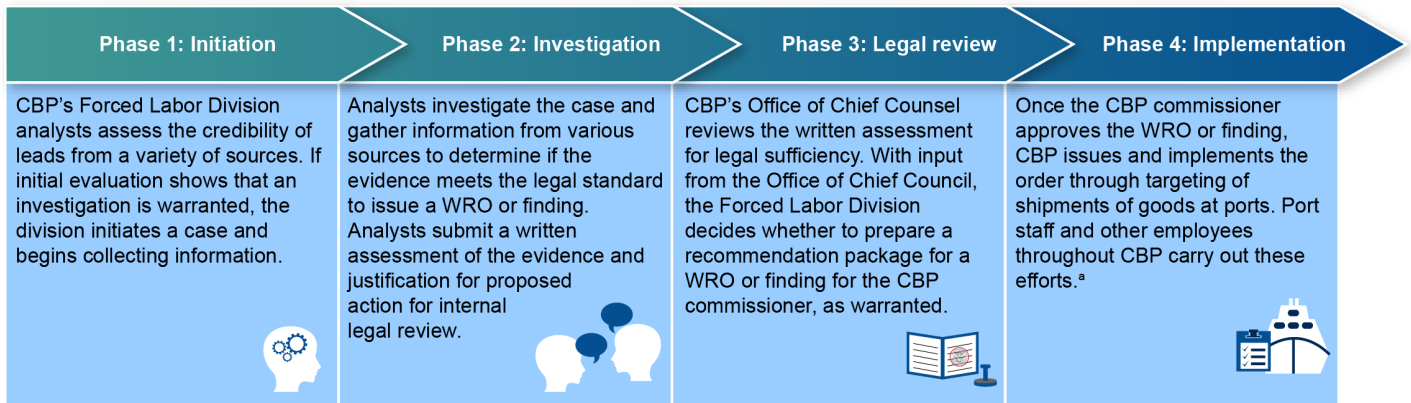 Phase 1: Initiation
CBP's Forced Labor Division
analysts assess the credibility of
leads from a variety of sources. If
initial evaluation shows that an
investigation is warranted, the
division initiates a case and
begins collecting information.
Phase 2: Investigation
Analysts investigate the case and
gather information from various
sources to determine if the
evidence meets the legal standard
to issue a WRO or finding.
Analysts submit a written
assessment of the evidence and
justification for proposed
action for internal
legal review.
Phase 3: Legal review
CBP's Office of Chief Counsel
reviews the written assessment
for legal sufficiency. With input
from the Office of Chief Council,
the Forced Labor Division
decides whether to prepare a
recommendation package for a
WRO or finding for the CBP
commissioner, as warranted.
Phase 4: Implementation
Once the CBP commissioner
approves the WRO or finding,
CBP issues and implements the
order through targeting of
shipments of goods at ports. Port
staff and other employees
throughout CBP carry out these
efforts.ª